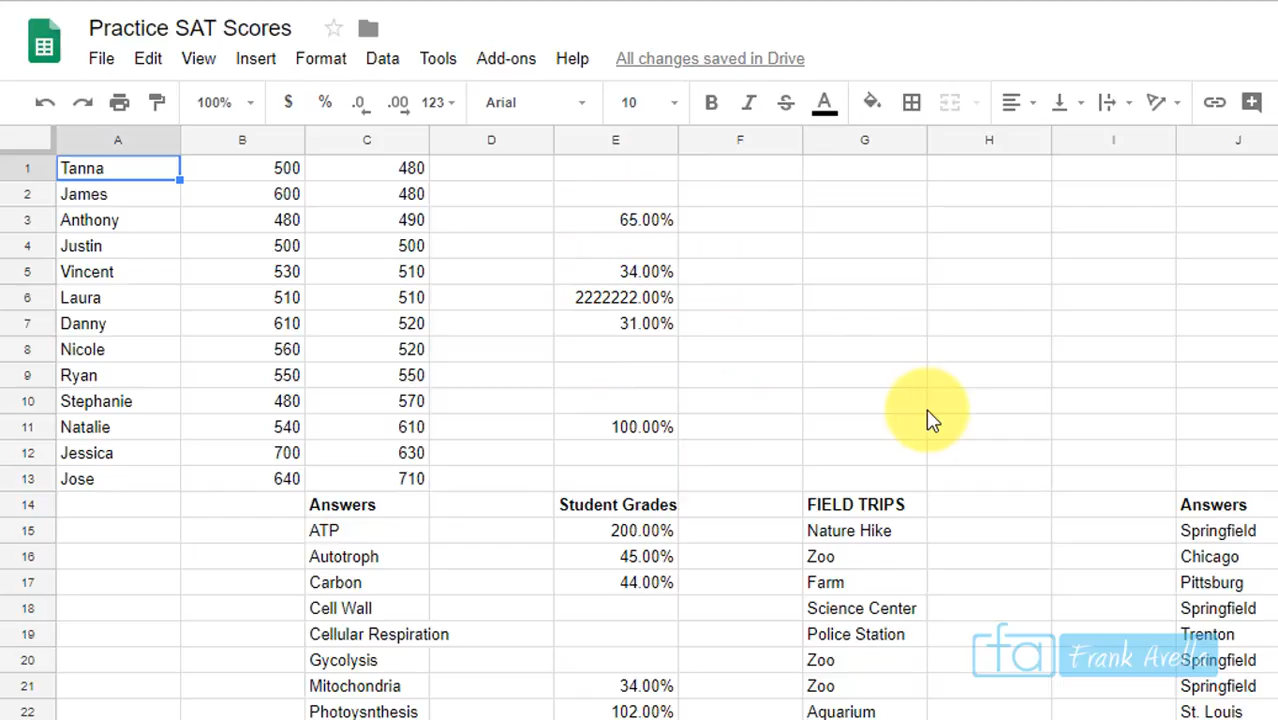 Practice SAT Scores
File Edit View Insert Format Data Tools Add-ons Help All changes saved in Drive
100% $ % .0 .00 123 Arial 10 B I S A
A B C D E F G H I J
1 Tanna 500 480
2 James 600 480
3 Anthony 480 490 65.00%
4 Justin 500 500
5 Vincent 530 510 34.00%
6 Laura 510 510 2222222.00%
7 Danny 610 520 31.00%
8 Nicole 560 520
9 Ryan 550 550
10 Stephanie 480 570
11 Natalie 540 610 100.00%
12 Jessica 700 630
13 Jose 640 710
14 Answers Student Grades FIELD TRIPS Answers
15 ATP 200.00% Nature Hike Springfield
16 Autotroph 45.00% Zoo Chicago
17 Carbon 44.00% Farm Pittsburg
18 Cell Wall Science Center Springfield
19 Cellular Respiration Police Station Trenton
20 Gycolysis Zoo Springfield
21 Mitochondria 34.00% Zoo Springfield
22 Photoysnthesis 102.00% Aquarium St. Louis
fa Frank Avella